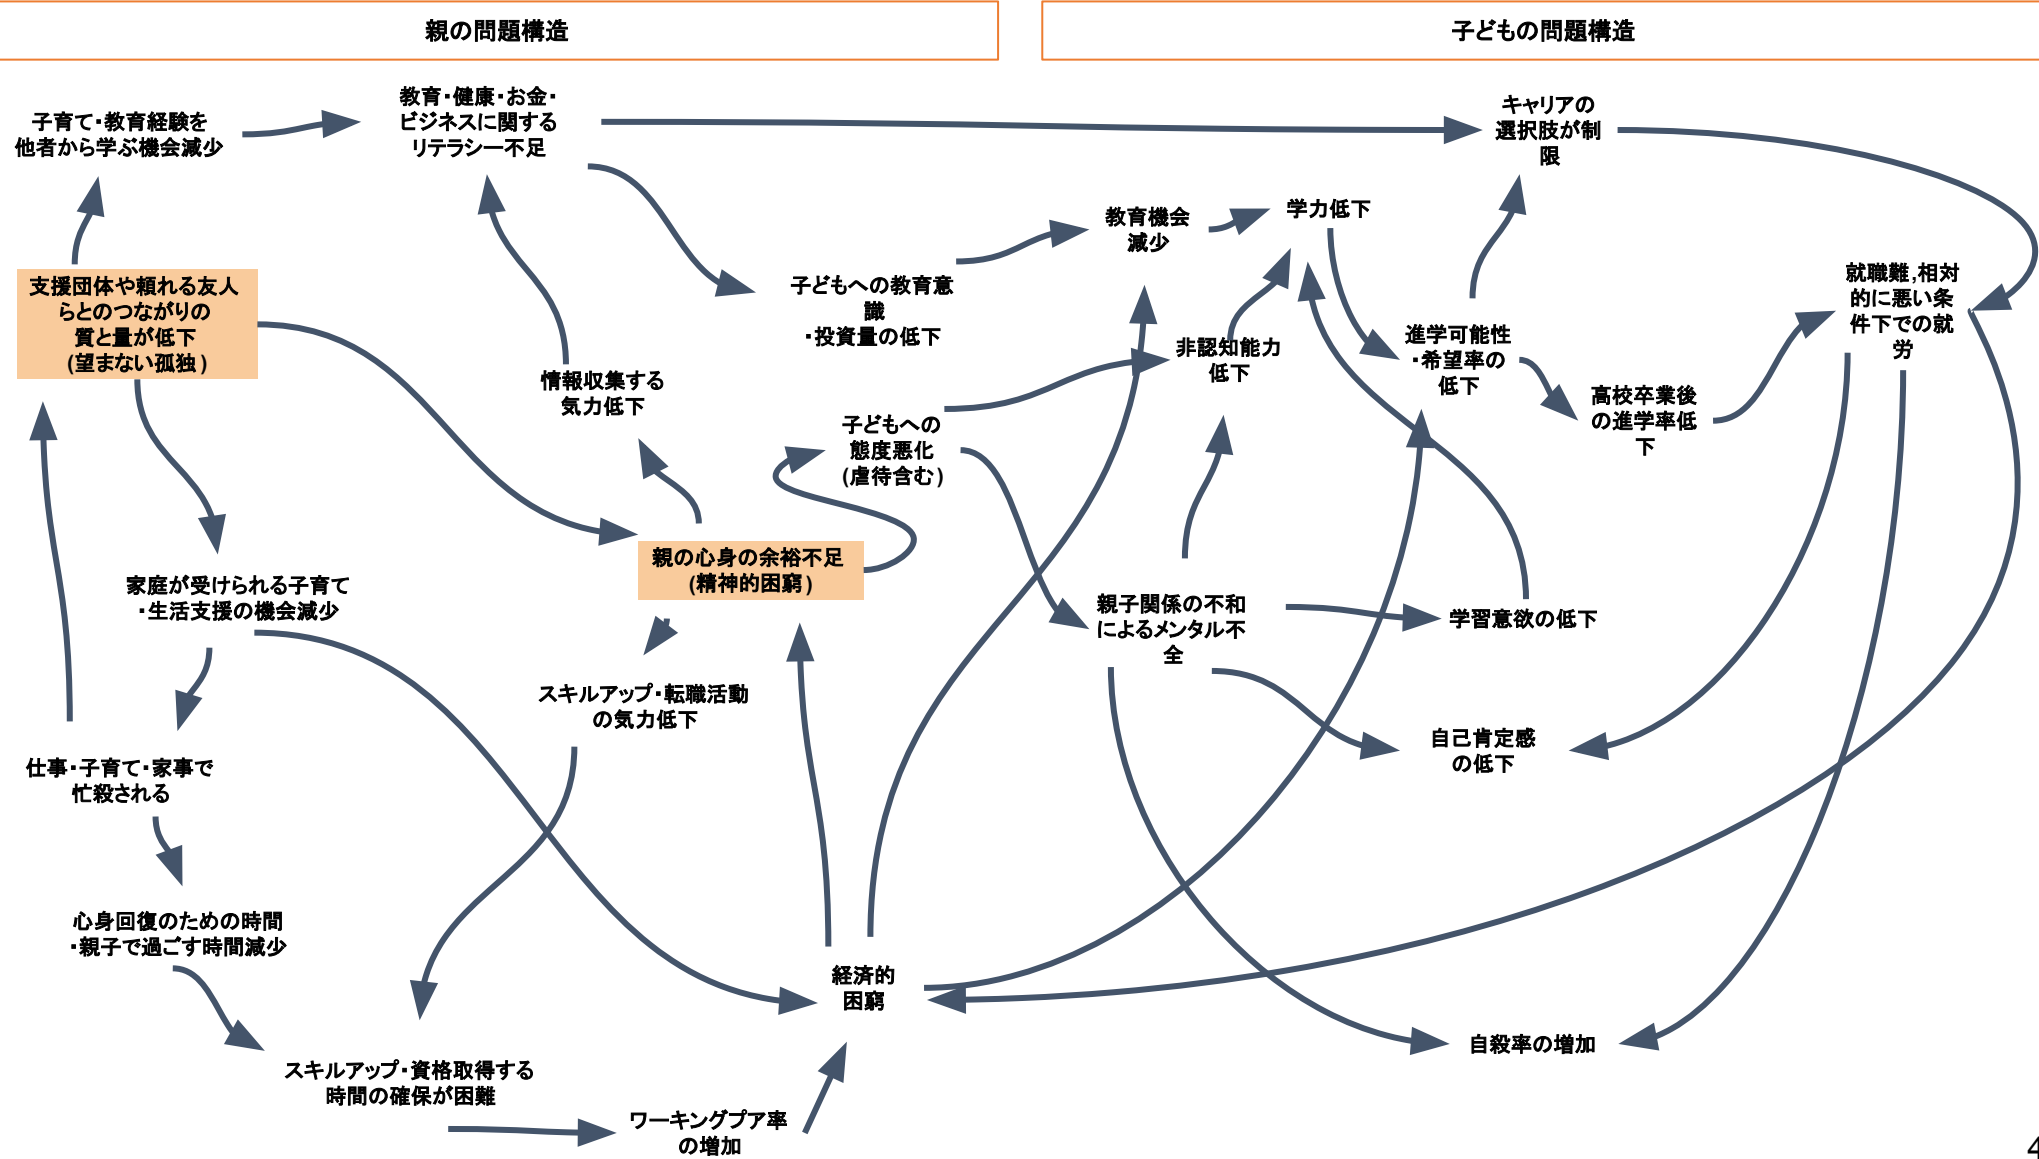 親の問題構造
子どもの問題構造
子育て・教育経験を
他者から学ぶ機会減少
教育・健康・お金・
ビジネスに関する
リテラシー不足
キャリアの
選択肢が制
限
支援団体や頼れる友人
らとのつながりの
質と量が低下
(望まない孤独)
子どもへの教育意
識
・投資量の低下
教育機会
減少
学力低下
就職難,相対
的に悪い条
件下での就
労
情報収集する
気力低下
非認知能力
低下
進学可能性
・希望率の
低下
高校卒業後
の進学率低
下
子どもへの
態度悪化
(虐待含む)
親の心身の余裕不足
(精神的困窮)
家庭が受けられる子育て
・生活支援の機会減少
親子関係の不和
によるメンタル不
全
学習意欲の低下
スキルアップ・転職活動
の気力低下
自己肯定感
の低下
仕事・子育て・家事で
忙殺される
心身回復のための時間
・親子で過ごす時間減少
経済的
困窮
自殺率の増加
スキルアップ・資格取得する
時間の確保が困難
ワーキングプア率
の増加
4